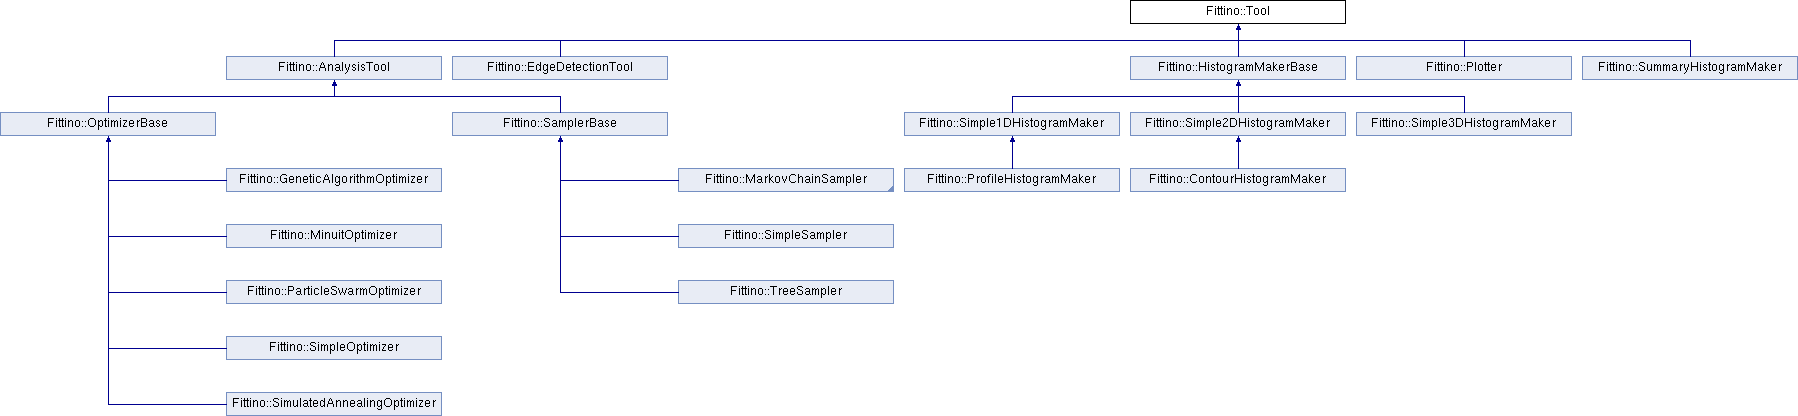 Fittino::Tool
Fittino::AnalysisTool
Fittino::EdgeDetectionTool
Fittino::HistogramMakerBase
Fittino::Plotter
Fittino::SummaryHistogramMaker
Fittino::OptimizerBase
Fittino::SamplerBase
Fittino::Simple1DHistogramMaker
Fittino::Simple2DHistogramMaker
Fittino::Simple3DHistogramMaker
Fittino::GeneticAlgorithmOptimizer
Fittino::MarkovChainSampler
Fittino::ProfileHistogramMaker
Fittino::ContourHistogramMaker
Fittino::MinuitOptimizer
Fittino::SimpleSampler
Fittino::ParticleSwarmOptimizer
Fittino::TreeSampler
Fittino::SimpleOptimizer
Fittino::SimulatedAnnealingOptimizer